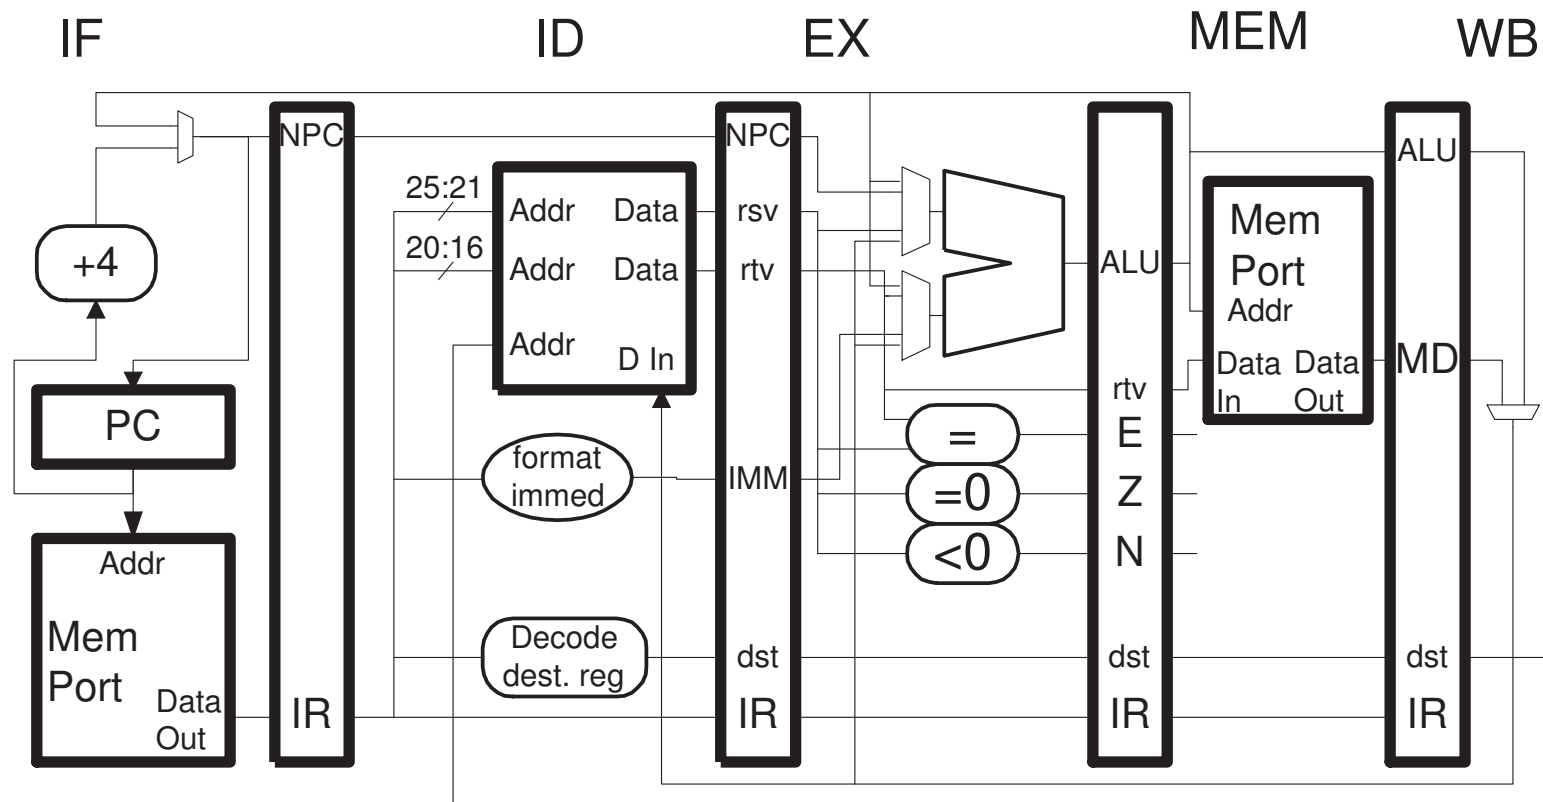 IF
ID
EX
MEM
WB
NPC
+4
PC
Addr
Mem
Port
Data
Out
IR
25:21
20:16
Addr
Data
Addr
Data
Addr
D In
format
immed
Decode
dest. reg
NPC
rsv
rtv
IMM
dst
IR
=
=0
<0
ALU
rtv
E
Z
N
dst
IR
Mem
Port
Addr
Data
In
Data
Out
ALU
MD
dst
IR